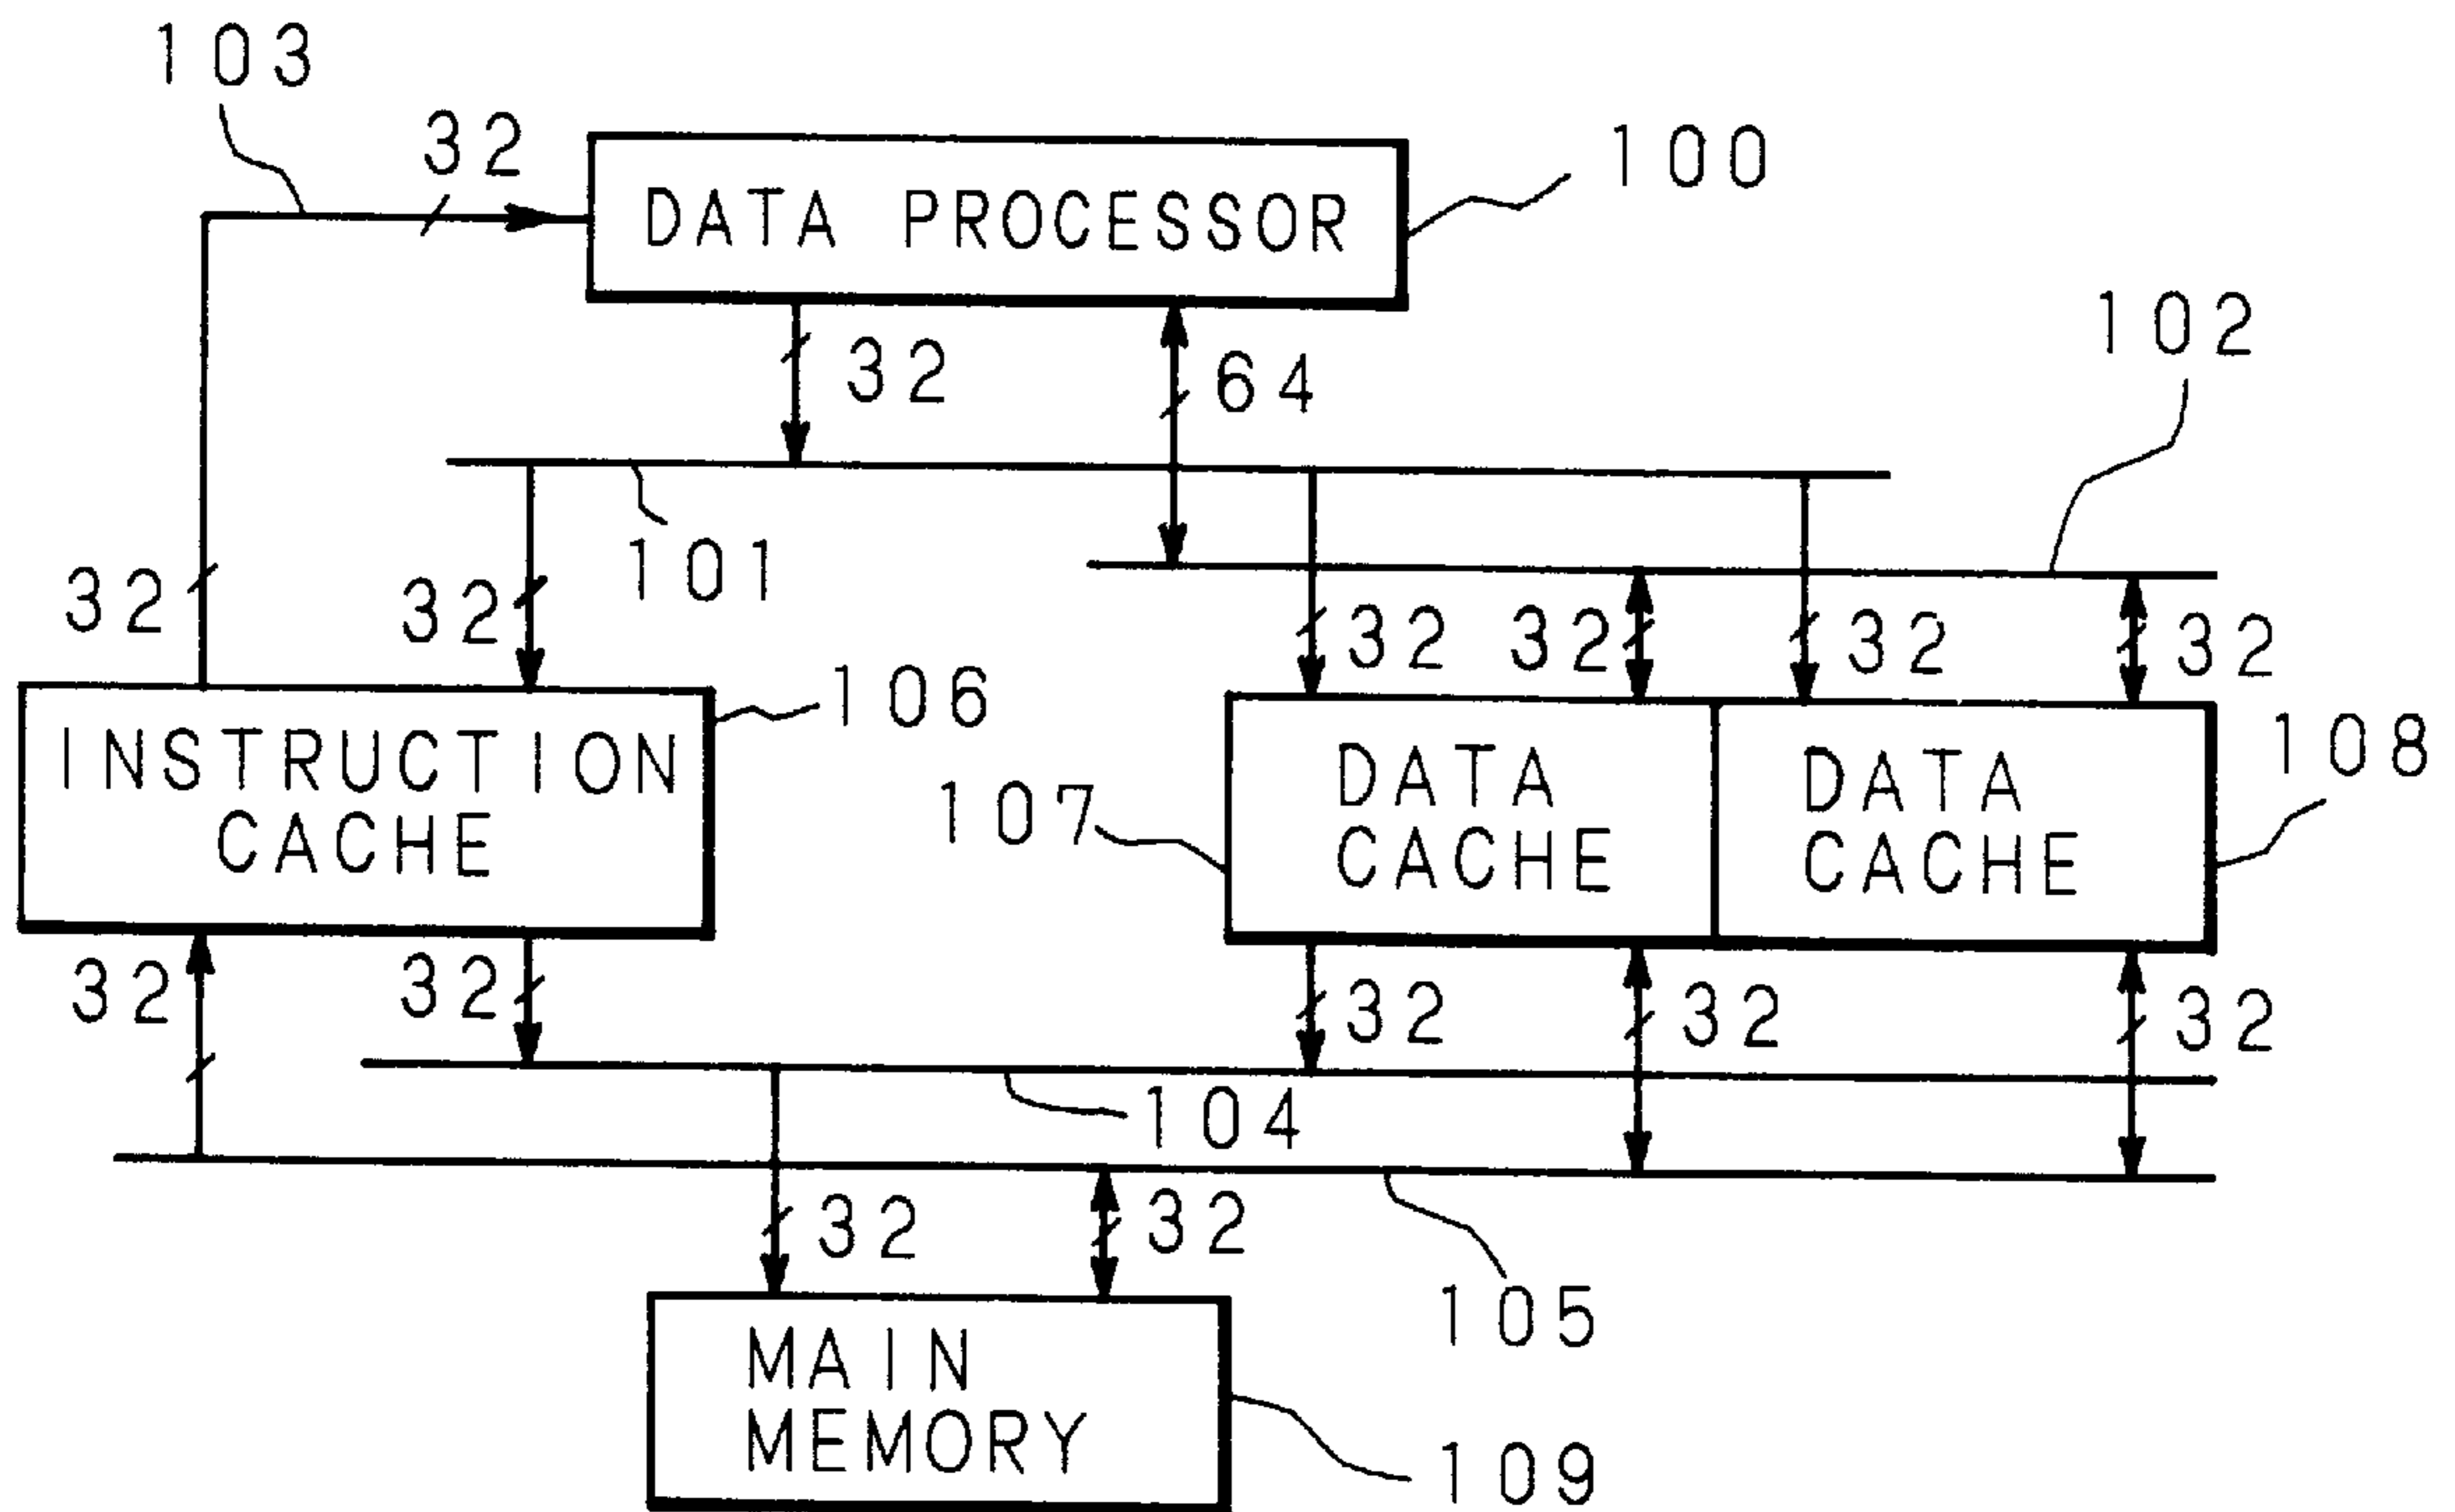 103
32
DATA PROCESSOR
100
32
64
102
101
32
32
32
32
32
32
106
INSTRUCTION
CACHE
107
DATA
CACHE
DATA
CACHE
108
32
32
32
32
32
104
32
32
105
MAIN
MEMORY
109